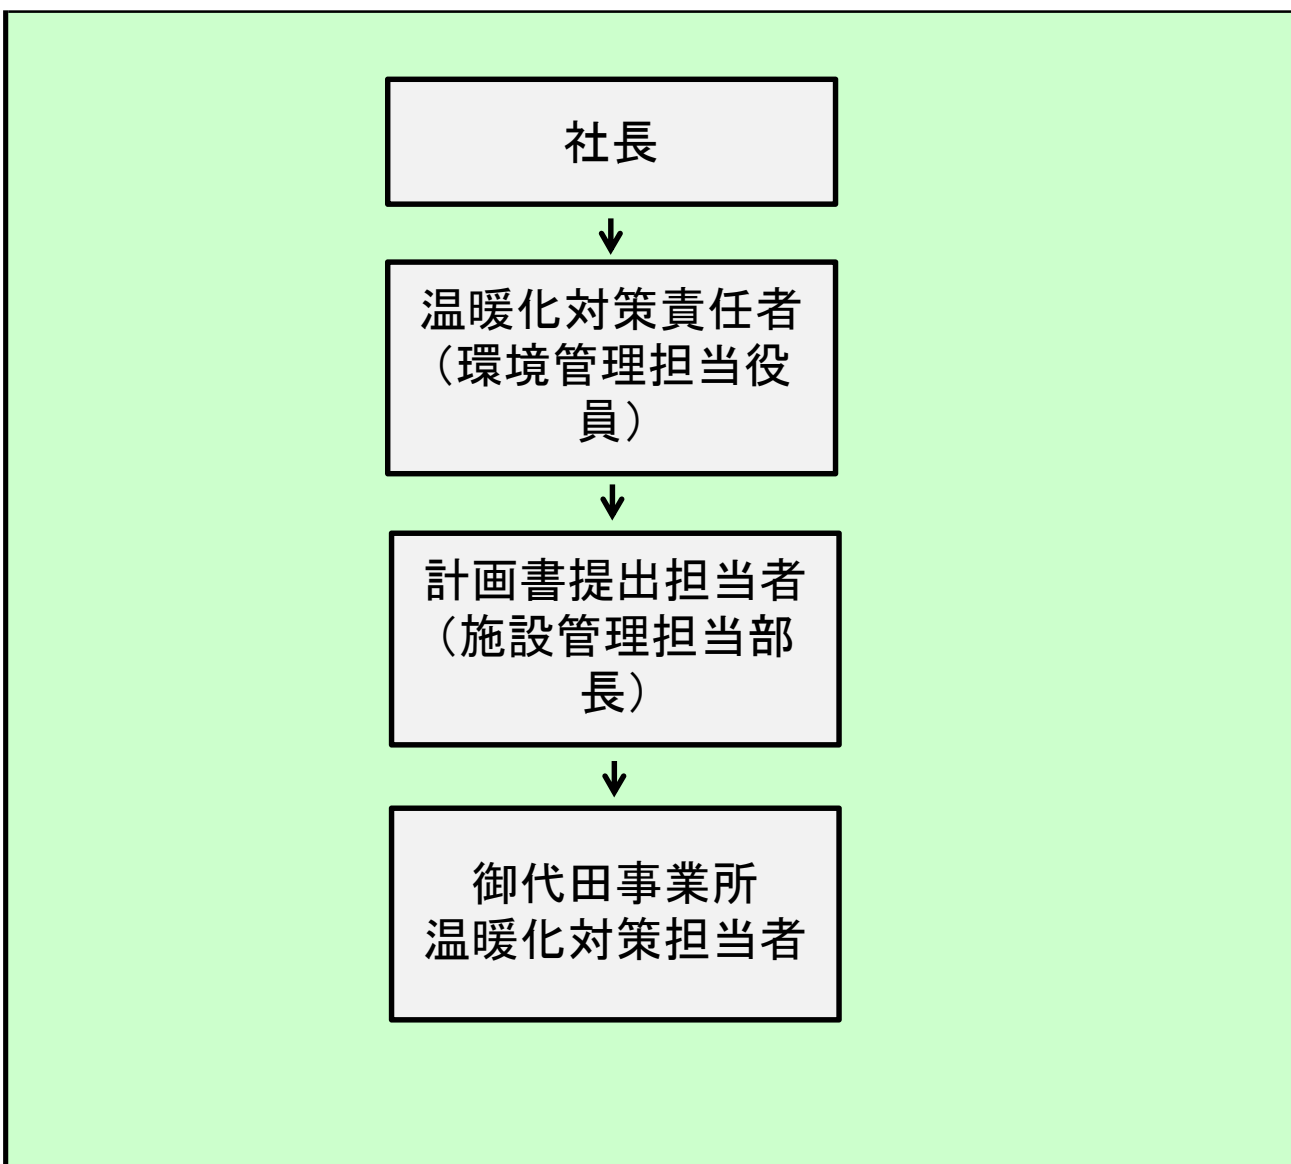 社長
温暖化対策責任者
（環境管理担当役
員）
計画書提出担当者
（施設管理担当部
長）
御代田事業所
温暖化対策担当者